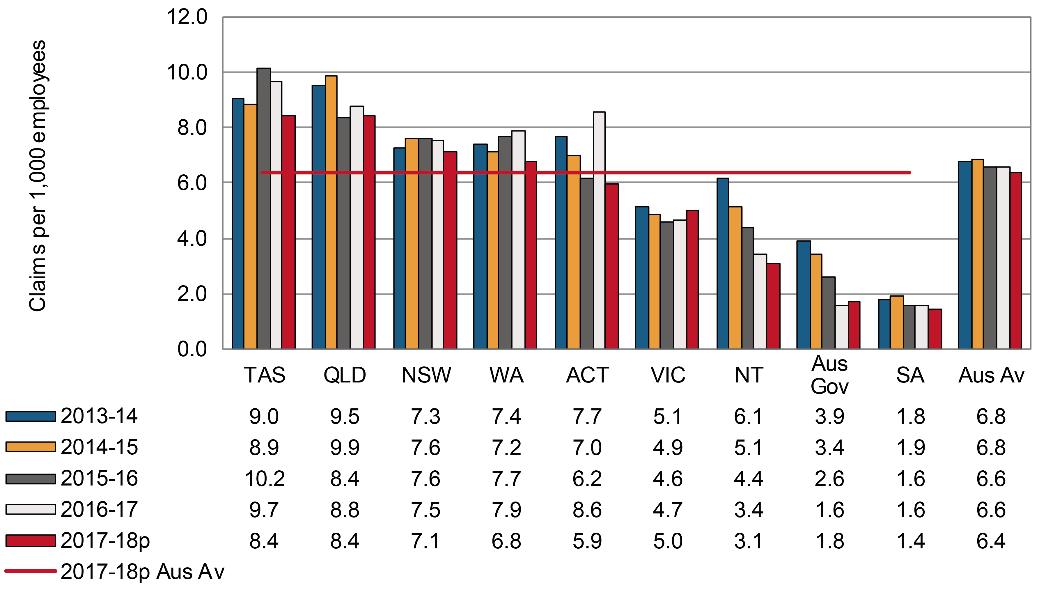 Claims per 1,000 employees
12.0
10.0
8.0
6.0
4.0
2.0
0.0
TAS QLD NSW WA ACT VIC NT Aus Gov SA Aus Av
2013-14 9.0 9.5 7.3 7.4 7.7 5.1 6.1 3.9 1.8 6.8
2014-15 8.9 9.9 7.6 7.2 7.0 4.9 5.1 3.4 1.9 6.8
2015-16 10.2 8.4 7.6 7.7 6.2 4.6 4.4 2.6 1.6 6.6
2016-17 9.7 8.8 7.5 7.9 8.6 4.7 3.4 1.6 1.6 6.6
2017-18p 8.4 8.4 7.1 6.8 5.9 5.0 3.1 1.8 1.4 6.4
2017-18p Aus Av